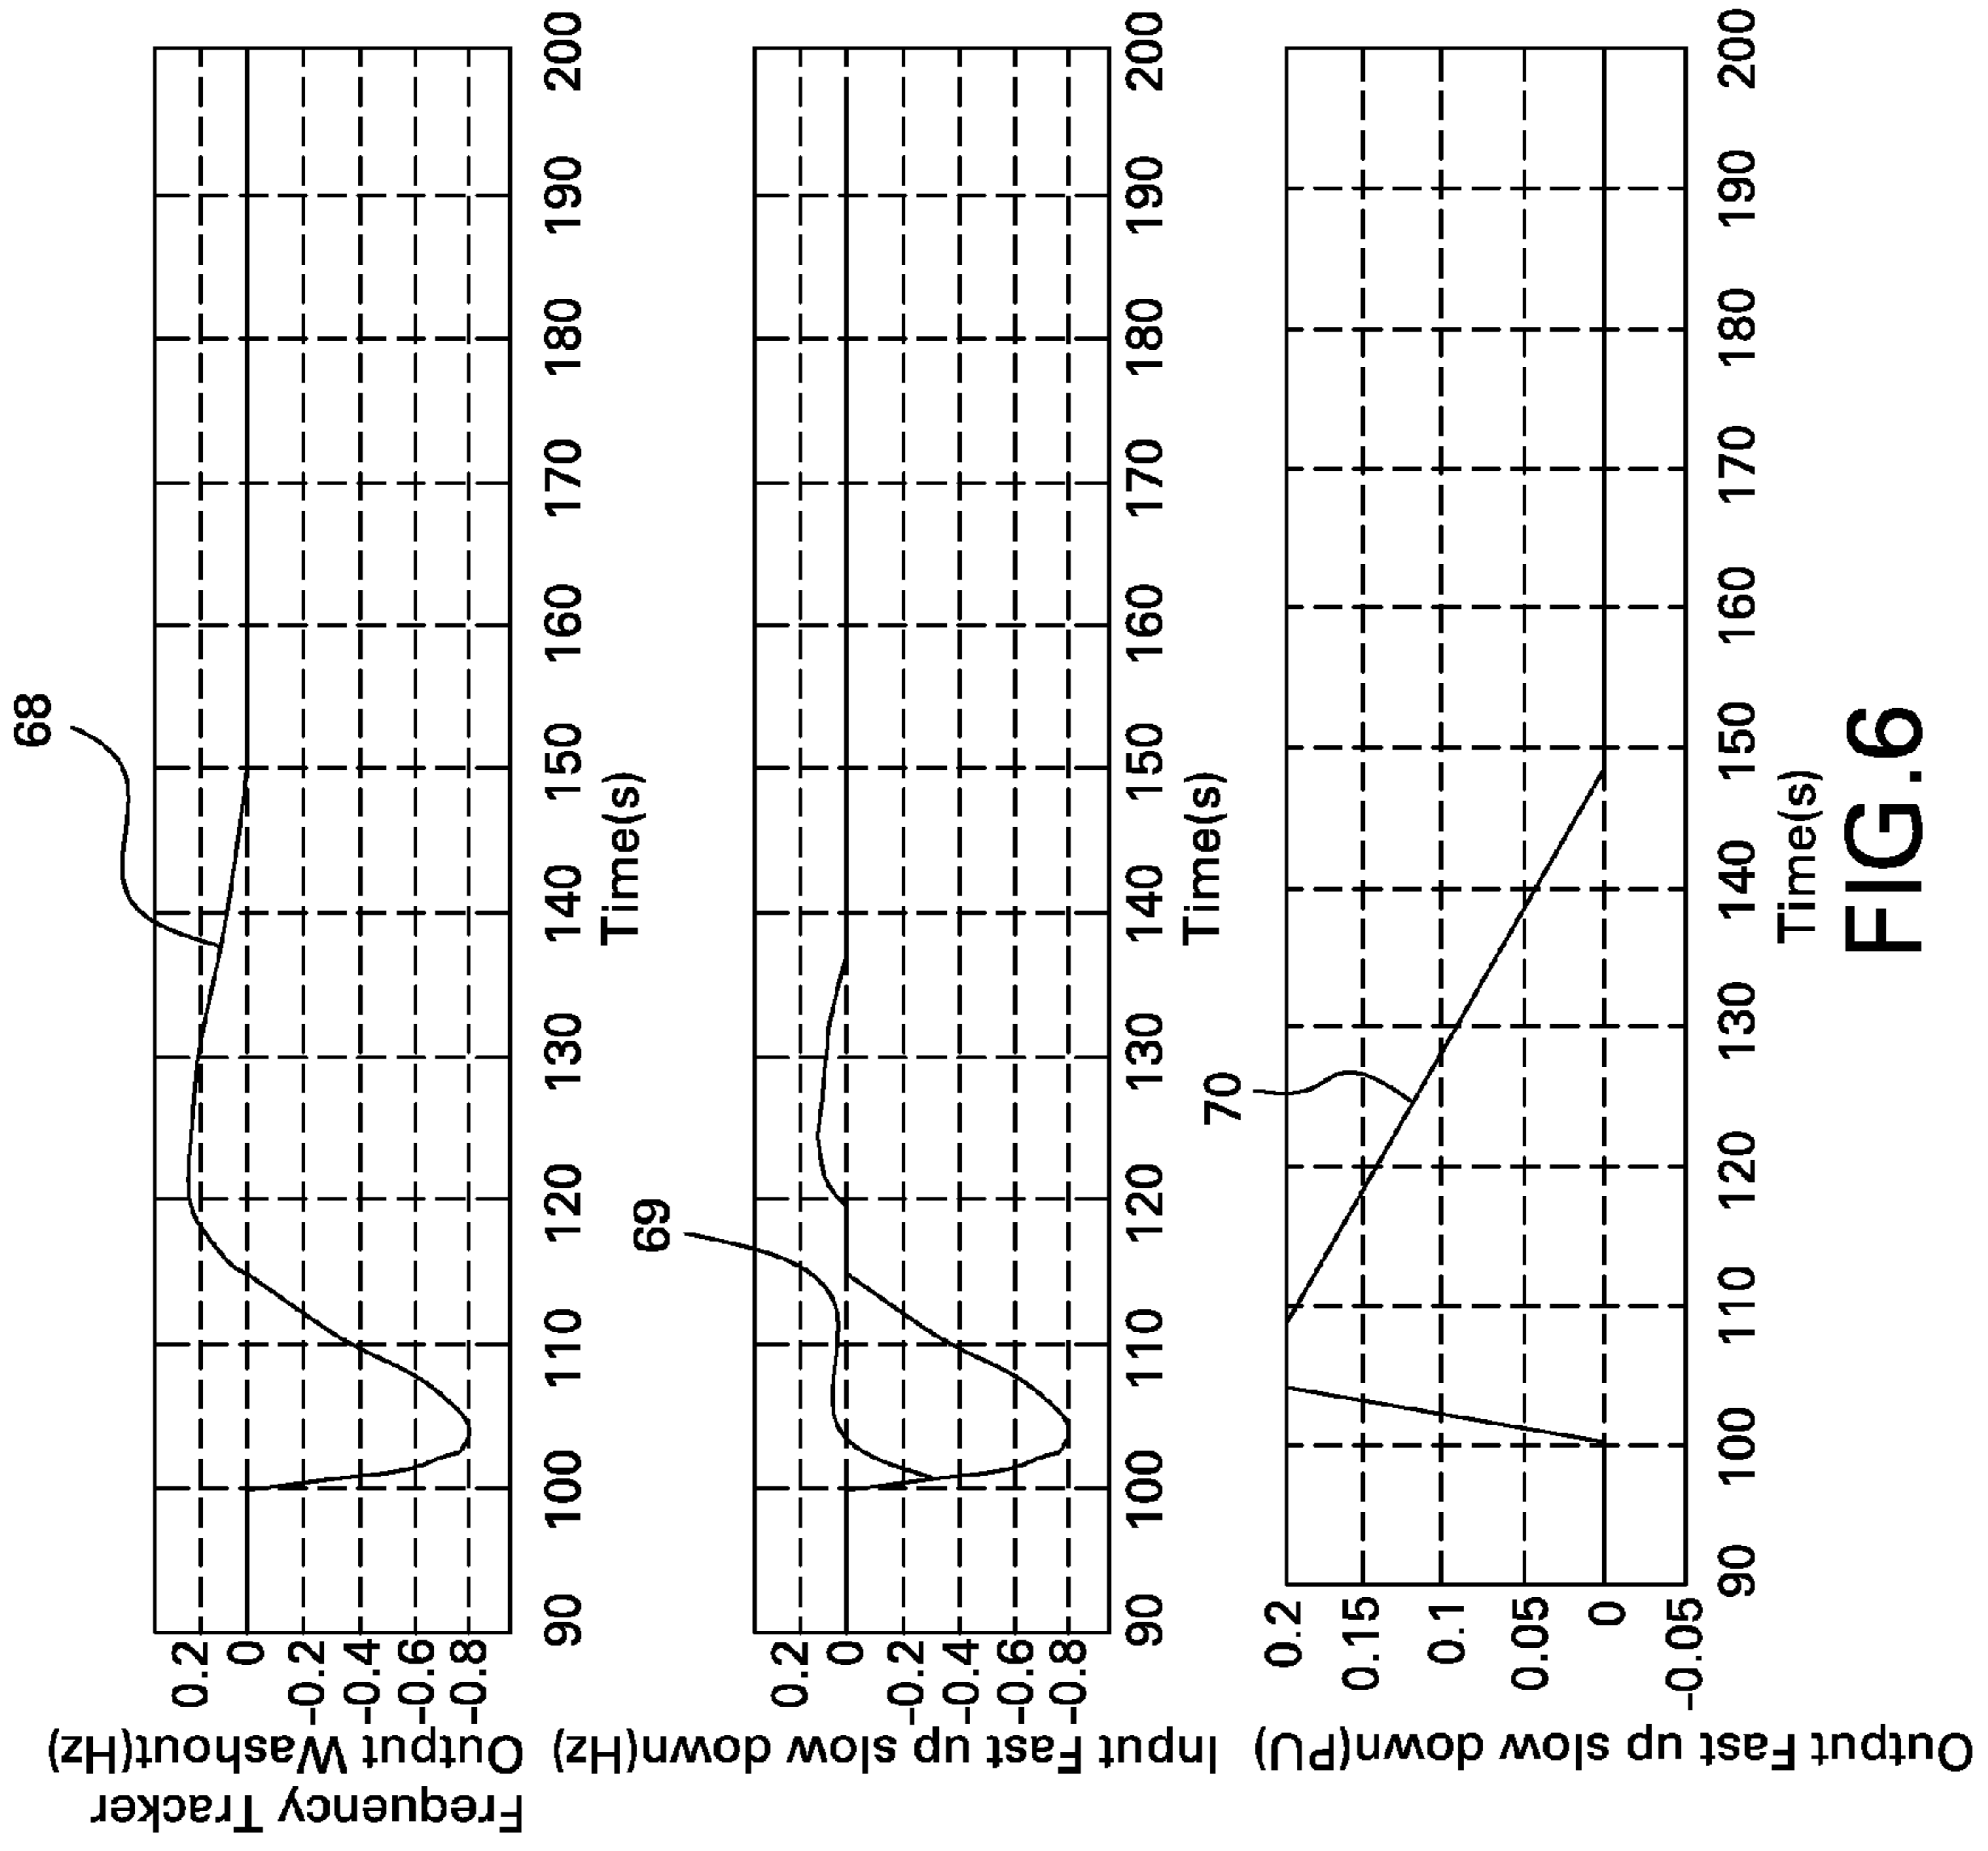 68
Frequency Tracker
Output Washout(Hz)
0.2
0
-0.2
-0.4
-0.6
-0.8
90 100 110 120 130 140 150 160 170 180 190 200
Time(s)
69
Input Fast up slow down(Hz)
0.2
0
-0.2
-0.4
-0.6
-0.8
90 100 110 120 130 140 150 160 170 180 190 200
Time(s)
70
Output Fast up slow down(PU)
0.2
0.15
0.1
0.05
0
-0.05
90 100 110 120 130 140 150 160 170 180 190 200
Time(s)
FIG.6